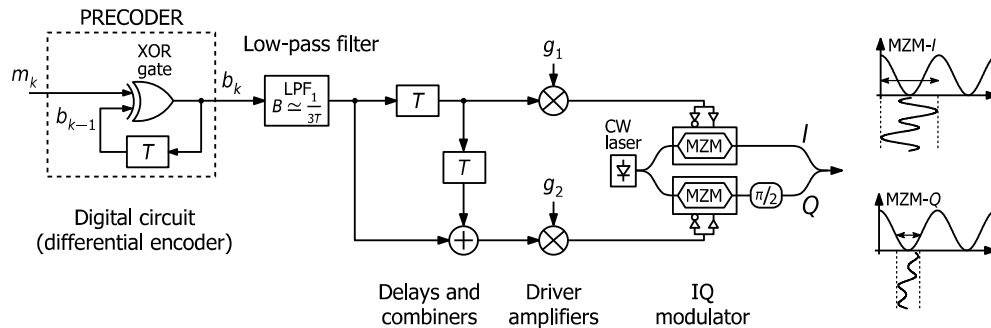 PRECODER
XOR
gate
m_k
b_{k−1}
T
b_k
Digital circuit
(differential encoder)
Low-pass filter
LPF
B ≃ 1/3T
T
T
Delays and
combiners
g_1
g_2
Driver
amplifiers
CW
laser
MZM
MZM
π/2
I
Q
IQ
modulator
MZM-I
MZM-Q